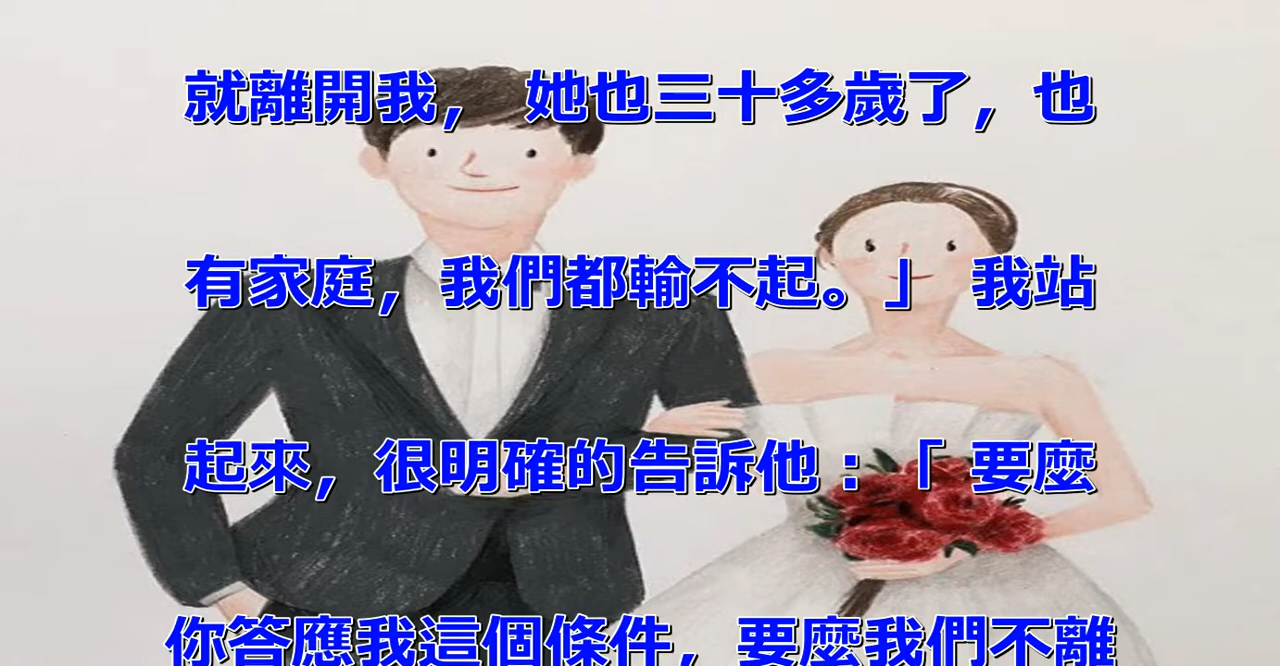 就離開我， 她也三十多歲了，也
有家庭，我們都輸不起。」 我站
起來，很明確的告訴他：「 要麼
你答應我這個條件，要麼我們不離